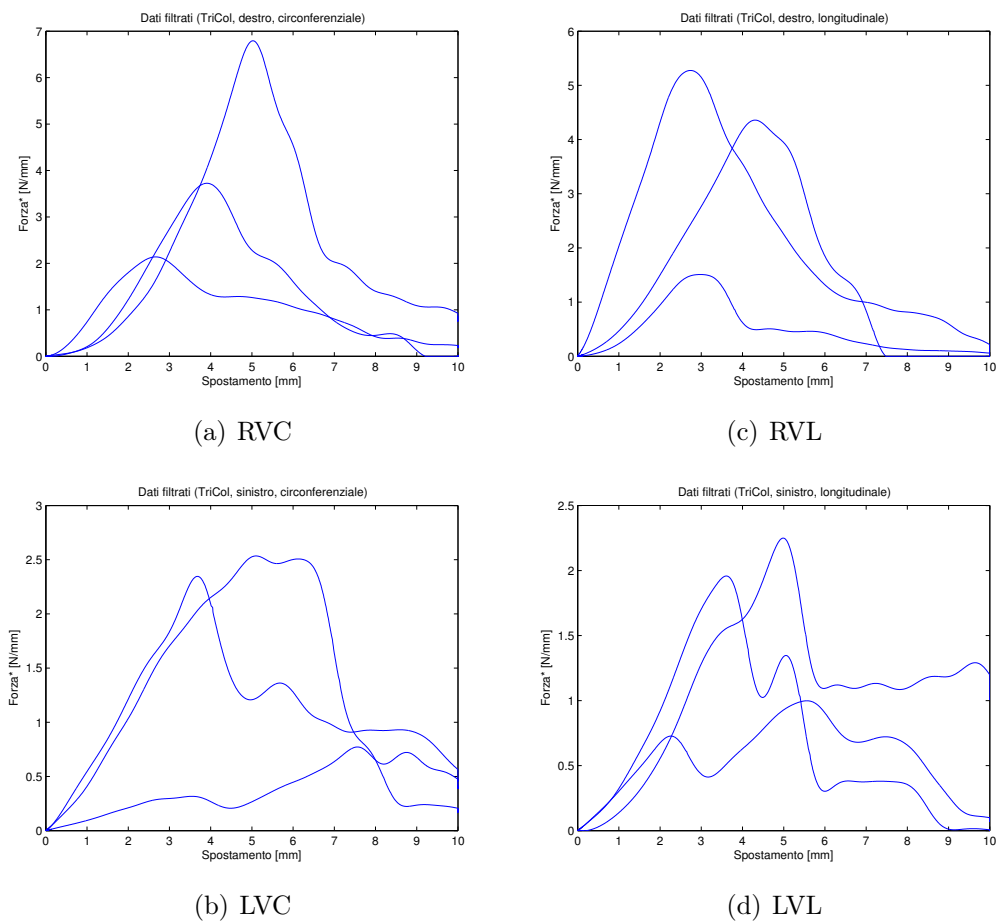 Dati filtrati (TriCol, destro, circonferenziale)
7
6
5
4
3
2
1
0
Forza* [N/mm]
0 1 2 3 4 5 6 7 8 9 10
Spostamento [mm]
(a) RVC
Dati filtrati (TriCol, destro, longitudinale)
6
5
4
3
2
1
0
Forza* [N/mm]
0 1 2 3 4 5 6 7 8 9 10
Spostamento [mm]
(c) RVL
Dati filtrati (TriCol, sinistro, circonferenziale)
3
2.5
2
1.5
1
0.5
0
Forza* [N/mm]
0 1 2 3 4 5 6 7 8 9 10
Spostamento [mm]
(b) LVC
Dati filtrati (TriCol, sinistro, longitudinale)
2.5
2
1.5
1
0.5
0
Forza* [N/mm]
0 1 2 3 4 5 6 7 8 9 10
Spostamento [mm]
(d) LVL